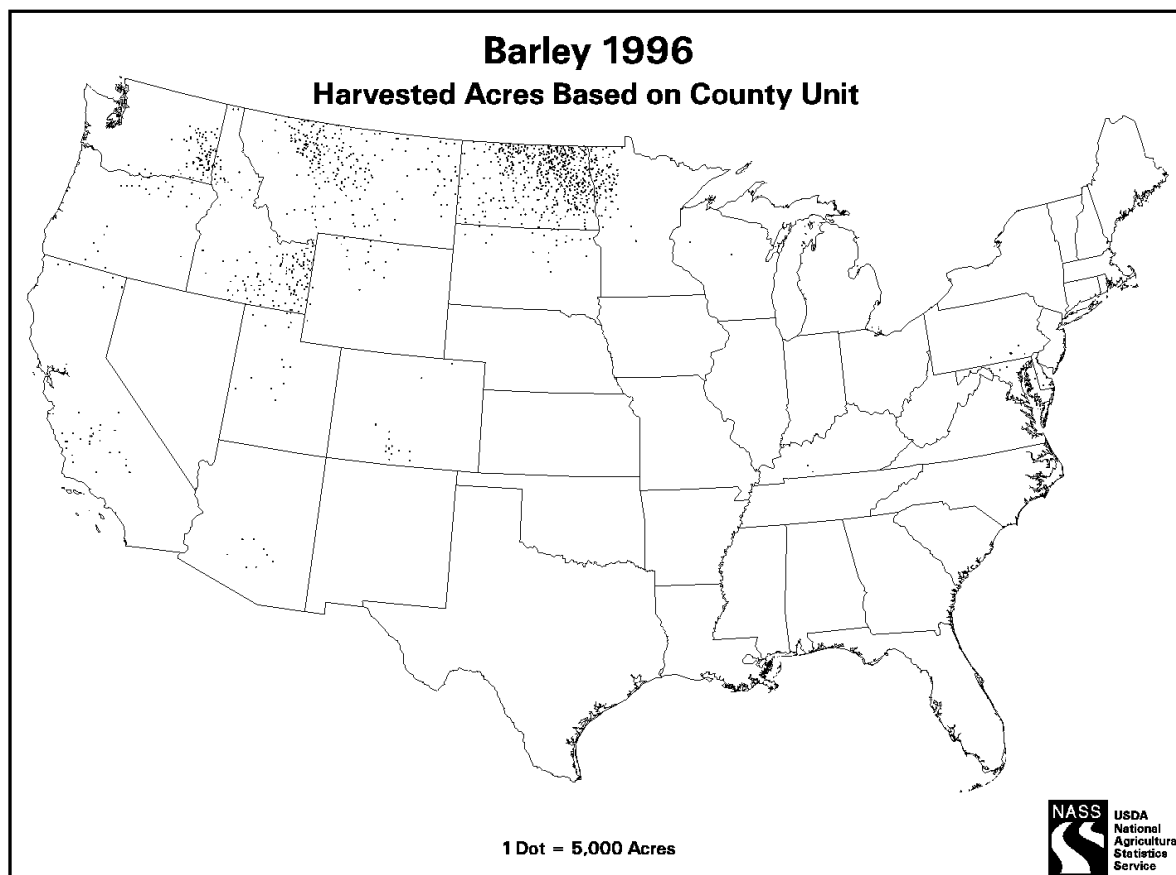 Barley 1996
Harvested Acres Based on County Unit
1 Dot = 5,000 Acres
NASS
USDA
National
Agricultural
Statistics
Service